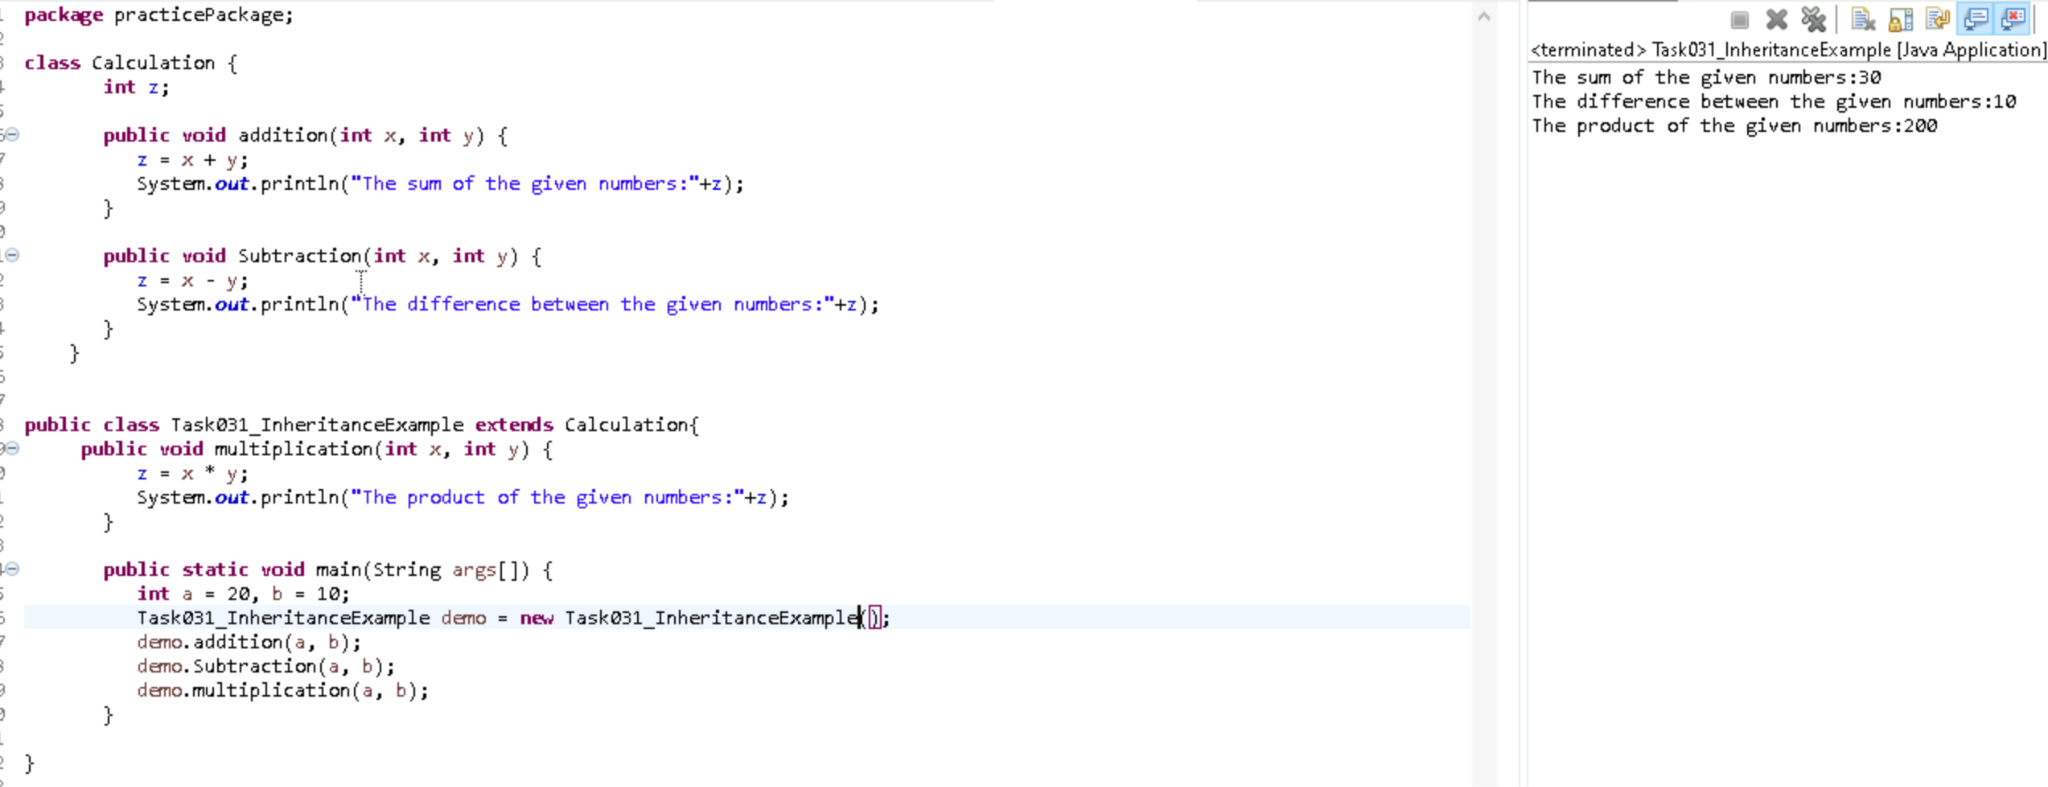 package practicePackage;
class Calculation {
int z;
public void addition(int x, int y) {
z = x + y;
System.out.println("The sum of the given numbers:"+z);
}
public void Subtraction(int x, int y) {
z = x - y;
System.out.println("The difference between the given numbers:"+z);
}
}
public class Task031_InheritanceExample extends Calculation{
public void multiplication(int x, int y) {
z = x * y;
System.out.println("The product of the given numbers:"+z);
}
public static void main(String args[]) {
int a = 20, b = 10;
Task031_InheritanceExample demo = new Task031_InheritanceExample();
demo.addition(a, b);
demo.Subtraction(a, b);
demo.multiplication(a, b);
}
}
<terminated> Task031_InheritanceExample [Java Application]
The sum of the given numbers:30
The difference between the given numbers:10
The product of the given numbers:200